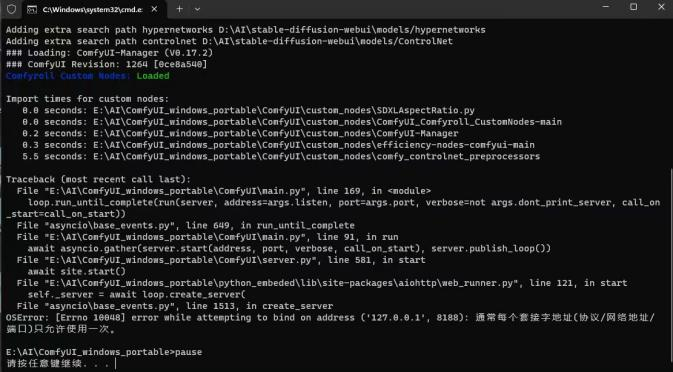 C:\Windows\system32\cmd.e
Adding extra search path hypernetworks D:\AI\stable-diffusion-webui\models/hypernetworks
Adding extra search path controlnet D:\AI\stable-diffusion-webui\models/ControlNet
### Loading: ComfyUI-Manager (V0.17.2)
### ComfyUI Revision: 1264 [0ce8a540]
Comfyroll Custom Nodes: Loaded
Import times for custom nodes:
0.0 seconds: E:\AI\ComfyUI_windows_portable\ComfyUI\custom_nodes\SDXLAspectRatio.py
0.0 seconds: E:\AI\ComfyUI_windows_portable\ComfyUI\custom_nodes\ComfyUI_Comfyroll_CustomNodes-main
0.2 seconds: E:\AI\ComfyUI_windows_portable\ComfyUI\custom_nodes\ComfyUI-Manager
0.3 seconds: E:\AI\ComfyUI_windows_portable\ComfyUI\custom_nodes\efficiency-nodes-comfyui-main
5.5 seconds: E:\AI\ComfyUI_windows_portable\ComfyUI\custom_nodes\comfy_controlnet_preprocessors
Traceback (most recent call last):
File "E:\AI\ComfyUI_windows_portable\ComfyUI\main.py", line 169, in <module>
loop.run_until_complete(run(server, address=args.listen, port=args.port, verbose=not args.dont_print_server, call_on
_start=call_on_start))
File "asyncio\base_events.py", line 649, in run_until_complete
File "E:\AI\ComfyUI_windows_portable\ComfyUI\main.py", line 91, in run
await asyncio.gather(server.start(address, port, verbose, call_on_start), server.publish_loop())
File "E:\AI\ComfyUI_windows_portable\ComfyUI\server.py", line 581, in start
await site.start()
File "E:\AI\ComfyUI_windows_portable\python_embeded\lib\site-packages\aiohttp\web_runner.py", line 121, in start
self._server = await loop.create_server(
File "asyncio\base_events.py", line 1513, in create_server
OSError: [Errno 10048] error while attempting to bind on address ('127.0.0.1', 8188): 通常每个套接字地址(协议/网络地址/
端口)只允许使用一次。
E:\AI\ComfyUI_windows_portable>pause
请按任意键继续. . .